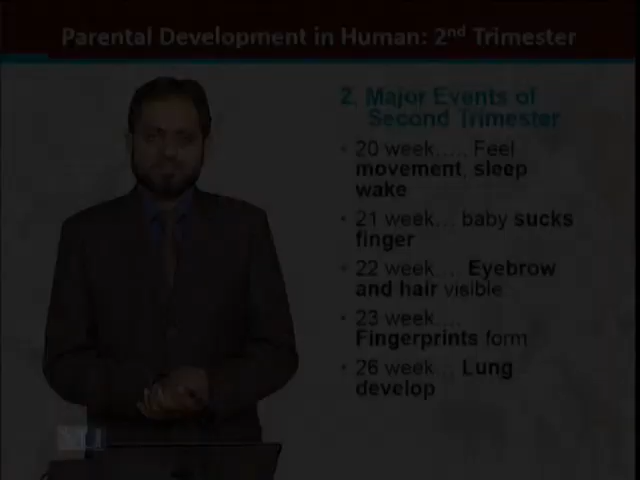 Parental Development in Human: 2nd Trimester
2. Major Events of
Second Trimester
• 20 week..... Feel
movement, sleep
wake
• 21 week... baby sucks
finger
• 22 week.... Eyebrow
and hair visible
• 23 week....
Fingerprints form
• 26 week... Lung
develop